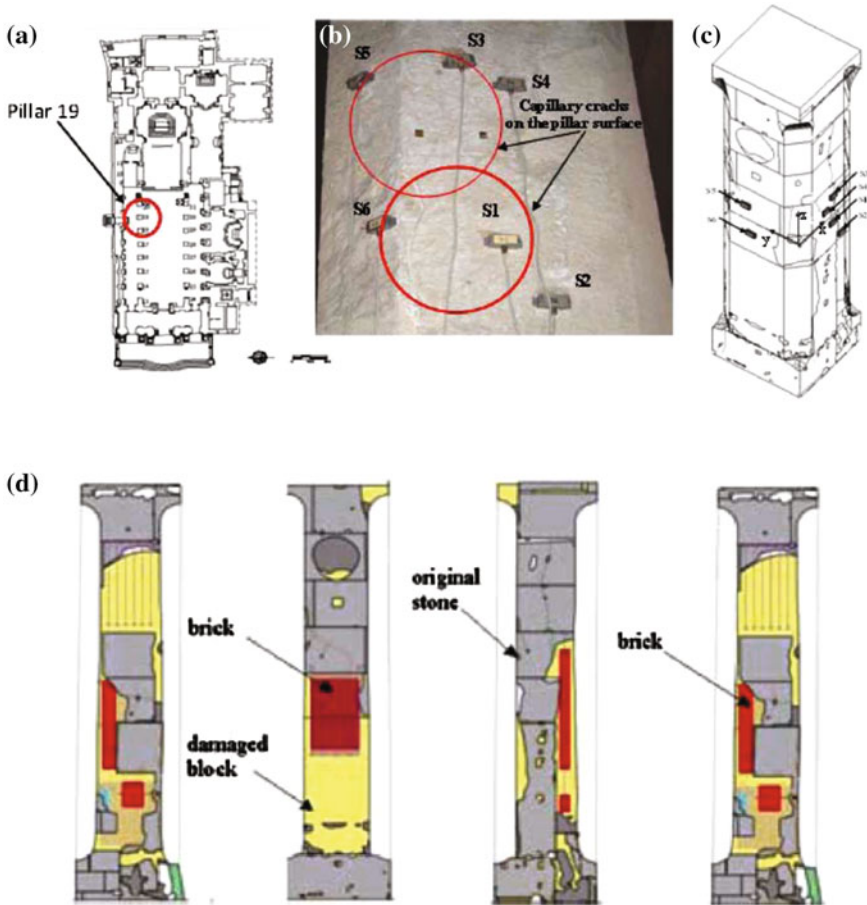 (a)
Pillar 19
(b)
S5
S3
S4
Capillary cracks
on the pillar surface
S6
S1
S2
(c)
z
x
y
(d)
brick
damaged
block
original
stone
brick